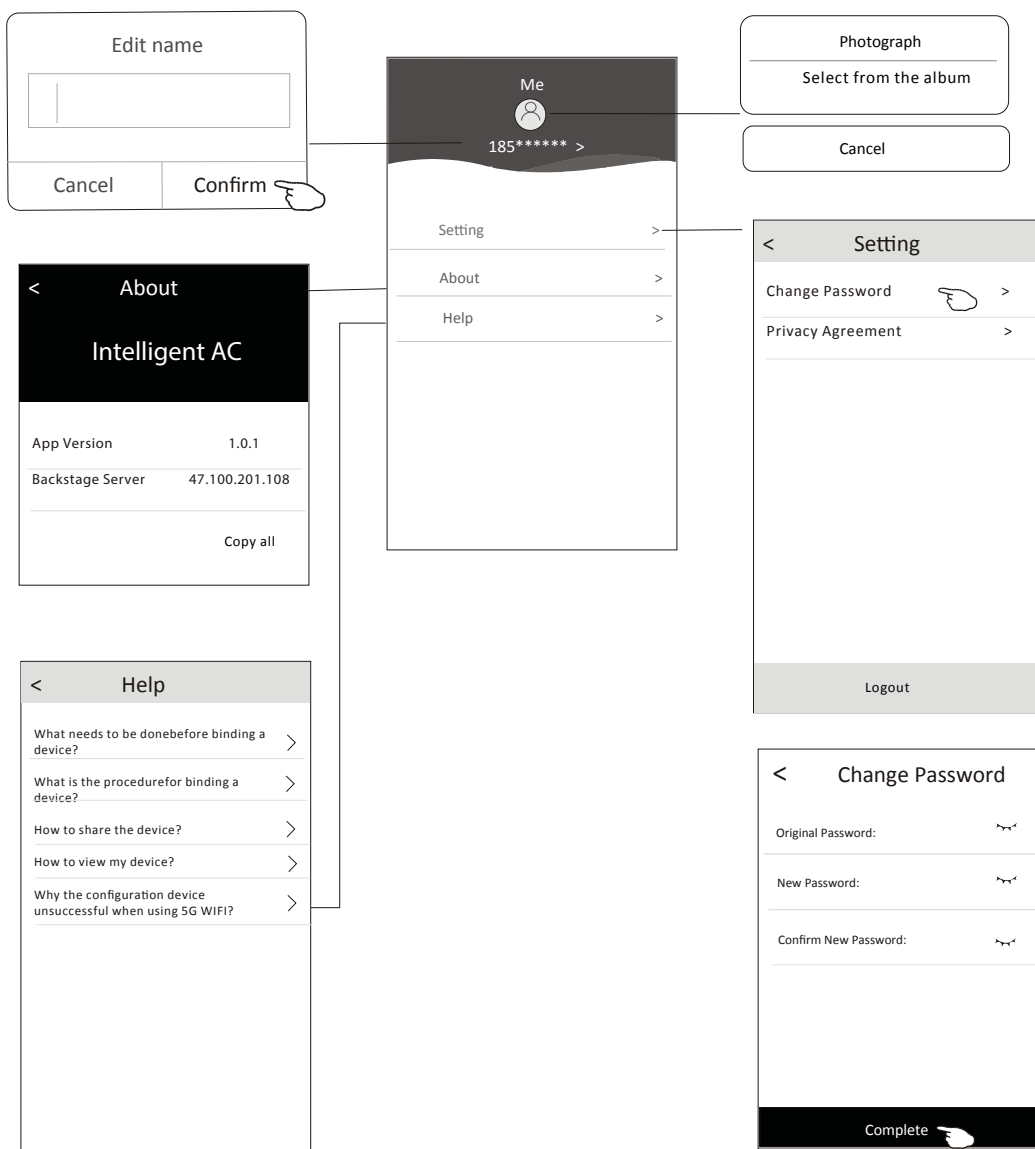 Edit name
Cancel
Confirm
Me
185****** >
Setting >
About >
Help >
Photograph
Select from the album
Cancel
< About
Intelligent AC
App Version 1.0.1
Backstage Server 47.100.201.108
Copy all
< Setting
Change Password >
Privacy Agreement >
Logout
< Help
What needs to be donebefore binding a
device?
What is the procedurefor binding a
device?
How to share the device?
How to view my device?
Why the configuration device
unsuccessful when using 5G WIFI?
< Change Password
Original Password:
New Password:
Confirm New Password:
Complete